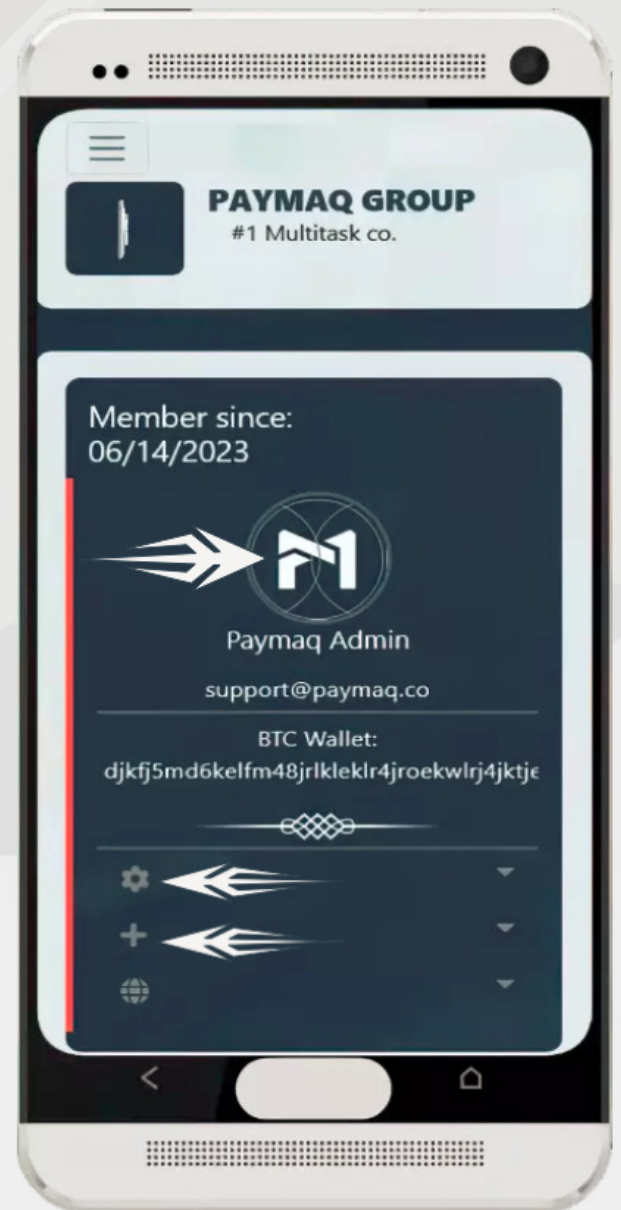 PAYMAQ GROUP
#1 Multitask co.
Member since:
06/14/2023
Paymaq Admin
support@paymaq.co
BTC Wallet:
djkfj5md6kelfm48jrlkleklr4jroekwlrj4jktje